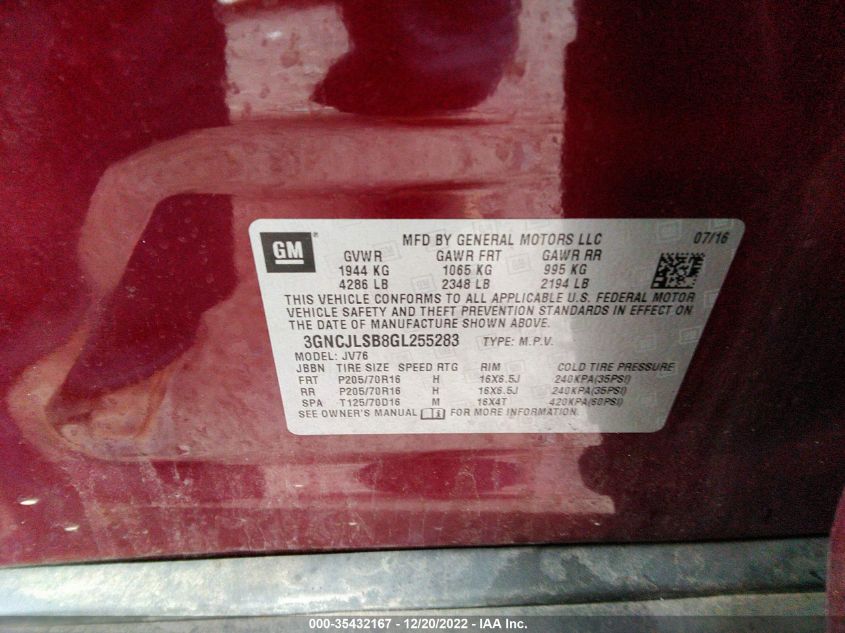 GM ®
MFD BY GENERAL MOTORS LLC 07/16
GVWR GAWR FRT GAWR RR
1944 KG 1065 KG 995 KG
4286 LB 2348 LB 2194 LB
THIS VEHICLE CONFORMS TO ALL APPLICABLE U.S. FEDERAL MOTOR
VEHICLE SAFETY AND THEFT PREVENTION STANDARDS IN EFFECT ON
THE DATE OF MANUFACTURE SHOWN ABOVE.
3GNCJLSB8GL255283 TYPE: M.P.V.
MODEL: JV76
JBBN TIRE SIZE SPEED RTG RIM COLD TIRE PRESSURE
FRT P205/70R16 H 16X6.5J 240KPA(35PSI)
RR P205/70R16 H 16X6.5J 240KPA(35PSI)
SPA T125/70D16 M 16X4T 420KPA(60PSI)
SEE OWNER'S MANUAL FOR MORE INFORMATION.
000-35432167 - 12/20/2022 - IAA Inc.